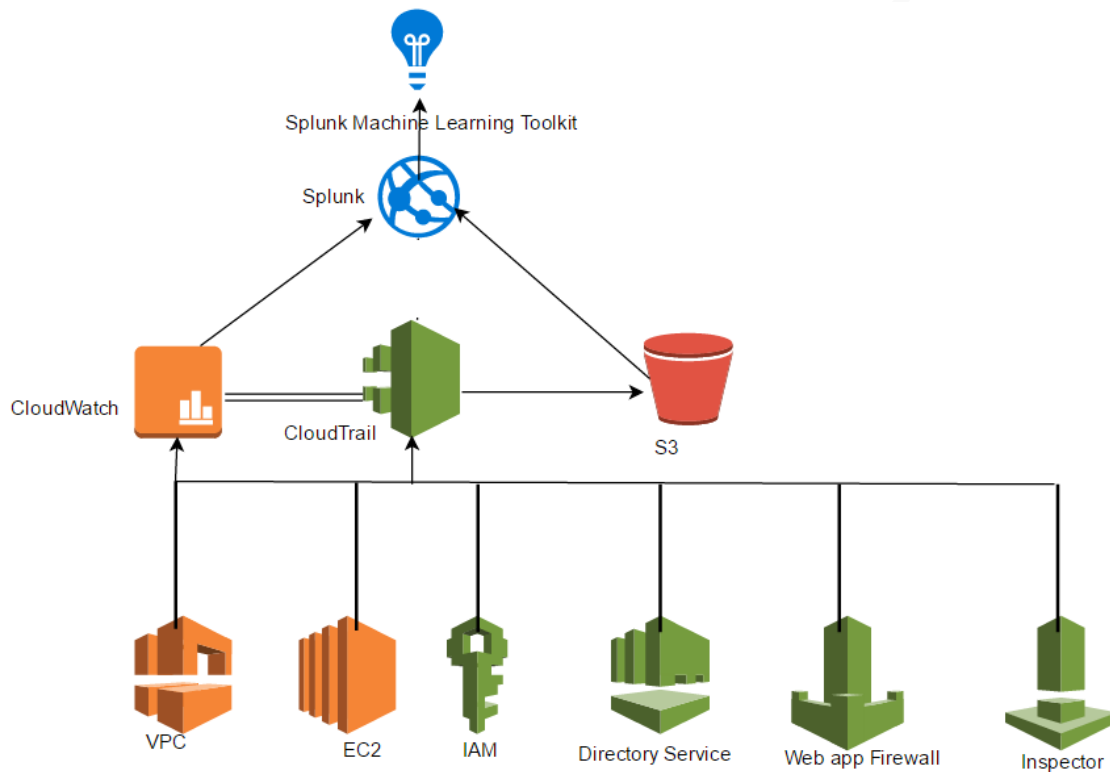 Splunk Machine Learning Toolkit
Splunk
CloudWatch
CloudTrail
S3
VPC
EC2
IAM
Directory Service
Web app Firewall
Inspector